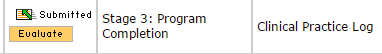 Submitted
Evaluate
Stage 3: Program
Completion
Clinical Practice Log